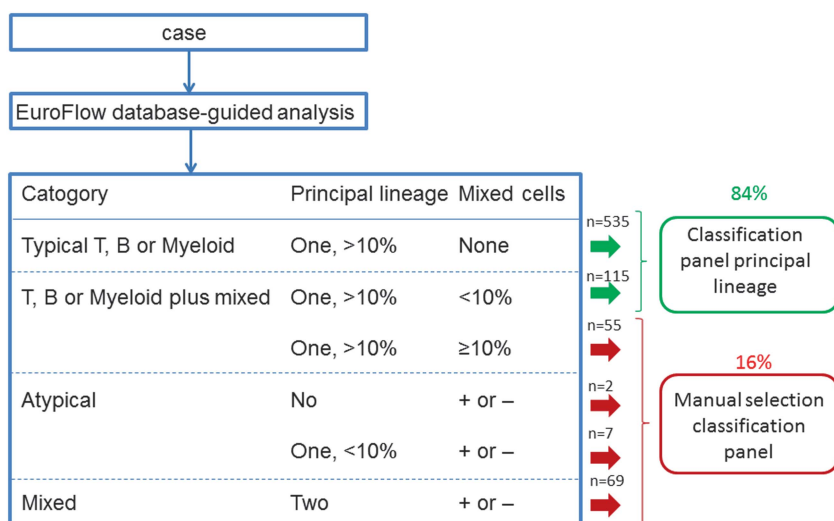 case
EuroFlow database-guided analysis
Catogory Principal lineage Mixed cells
Typical T, B or Myeloid One, >10% None
T, B or Myeloid plus mixed One, >10% <10%
One, >10% ≥10%
Atypical No + or –
One, <10% + or –
Mixed Two + or –
n=535
n=115
n=55
n=2
n=7
n=69
84%
Classification
panel principal
lineage
16%
Manual selection
classification
panel